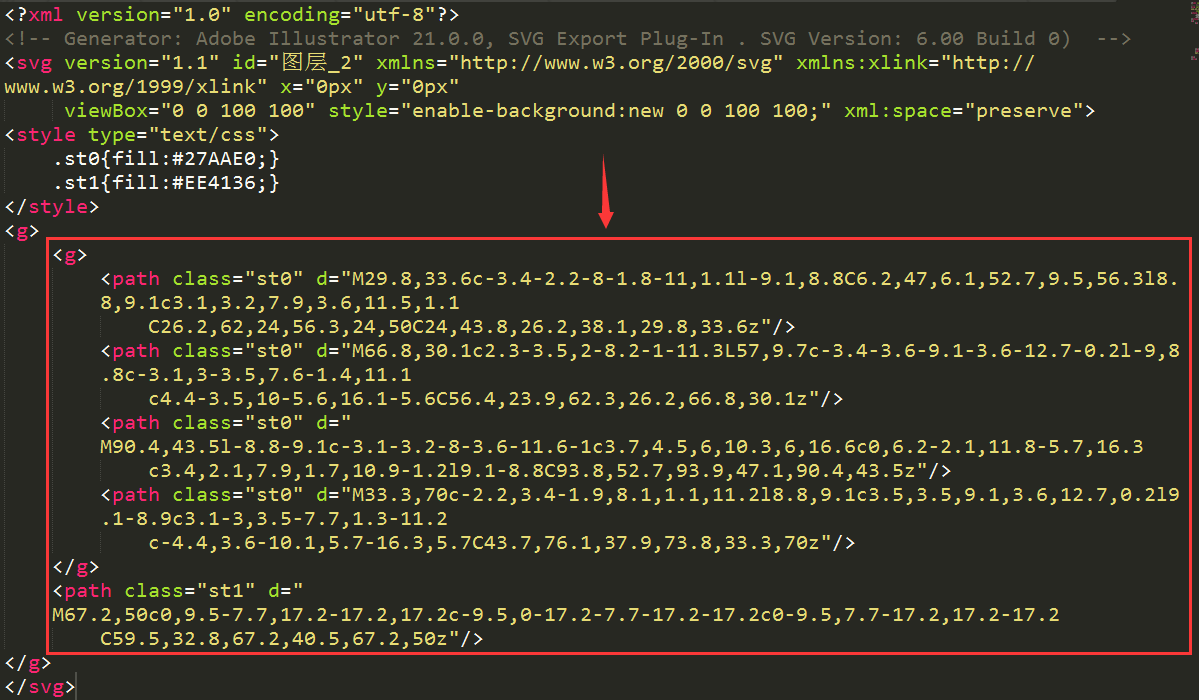 <?xml version="1.0" encoding="utf-8"?>
<!-- Generator: Adobe Illustrator 21.0.0, SVG Export Plug-In . SVG Version: 6.00 Build 0)  -->
<svg version="1.1" id="图层_2" xmlns="http://www.w3.org/2000/svg" xmlns:xlink="http://
www.w3.org/1999/xlink" x="0px" y="0px"
     viewBox="0 0 100 100" style="enable-background:new 0 0 100 100;" xml:space="preserve">
<style type="text/css">
    .st0{fill:#27AAE0;}
    .st1{fill:#EE4136;}
</style>
<g>
    <g>
        <path class="st0" d="M29.8,33.6c-3.4-2.2-8-1.8-11,1.1l-9.1,8.8C6.2,47,6.1,52.7,9.5,56.3l8.
        8,9.1c3.1,3.2,7.9,3.6,11.5,1.1
            C26.2,62,24,56.3,24,50C24,43.8,26.2,38.1,29.8,33.6z"/>
        <path class="st0" d="M66.8,30.1c2.3-3.5,2-8.2-1-11.3L57,9.7c-3.4-3.6-9.1-3.6-12.7-0.2l-9,8
        .8c-3.1,3-3.5,7.6-1.4,11.1
            c4.4-3.5,10-5.6,16.1-5.6C56.4,23.9,62.3,26.2,66.8,30.1z"/>
        <path class="st0" d="
        M90.4,43.5l-8.8-9.1c-3.1-3.2-8-3.6-11.6-1c3.7,4.5,6,10.3,6,16.6c0,6.2-2.1,11.8-5.7,16.3
            c3.4,2.1,7.9,1.7,10.9-1.2l9.1-8.8C93.8,52.7,93.9,47.1,90.4,43.5z"/>
        <path class="st0" d="M33.3,70c-2.2,3.4-1.9,8.1,1.1,11.2l8.8,9.1c3.5,3.5,9.1,3.6,12.7,0.2l9
        .1-8.9c3.1-3,3.5-7.7,1.3-11.2
            c-4.4,3.6-10.1,5.7-16.3,5.7C43.7,76.1,37.9,73.8,33.3,70z"/>
    </g>
    <path class="st1" d="
    M67.2,50c0,9.5-7.7,17.2-17.2,17.2c-9.5,0-17.2-7.7-17.2-17.2c0-9.5,7.7-17.2,17.2-17.2
        C59.5,32.8,67.2,40.5,67.2,50z"/>
</g>
</svg>